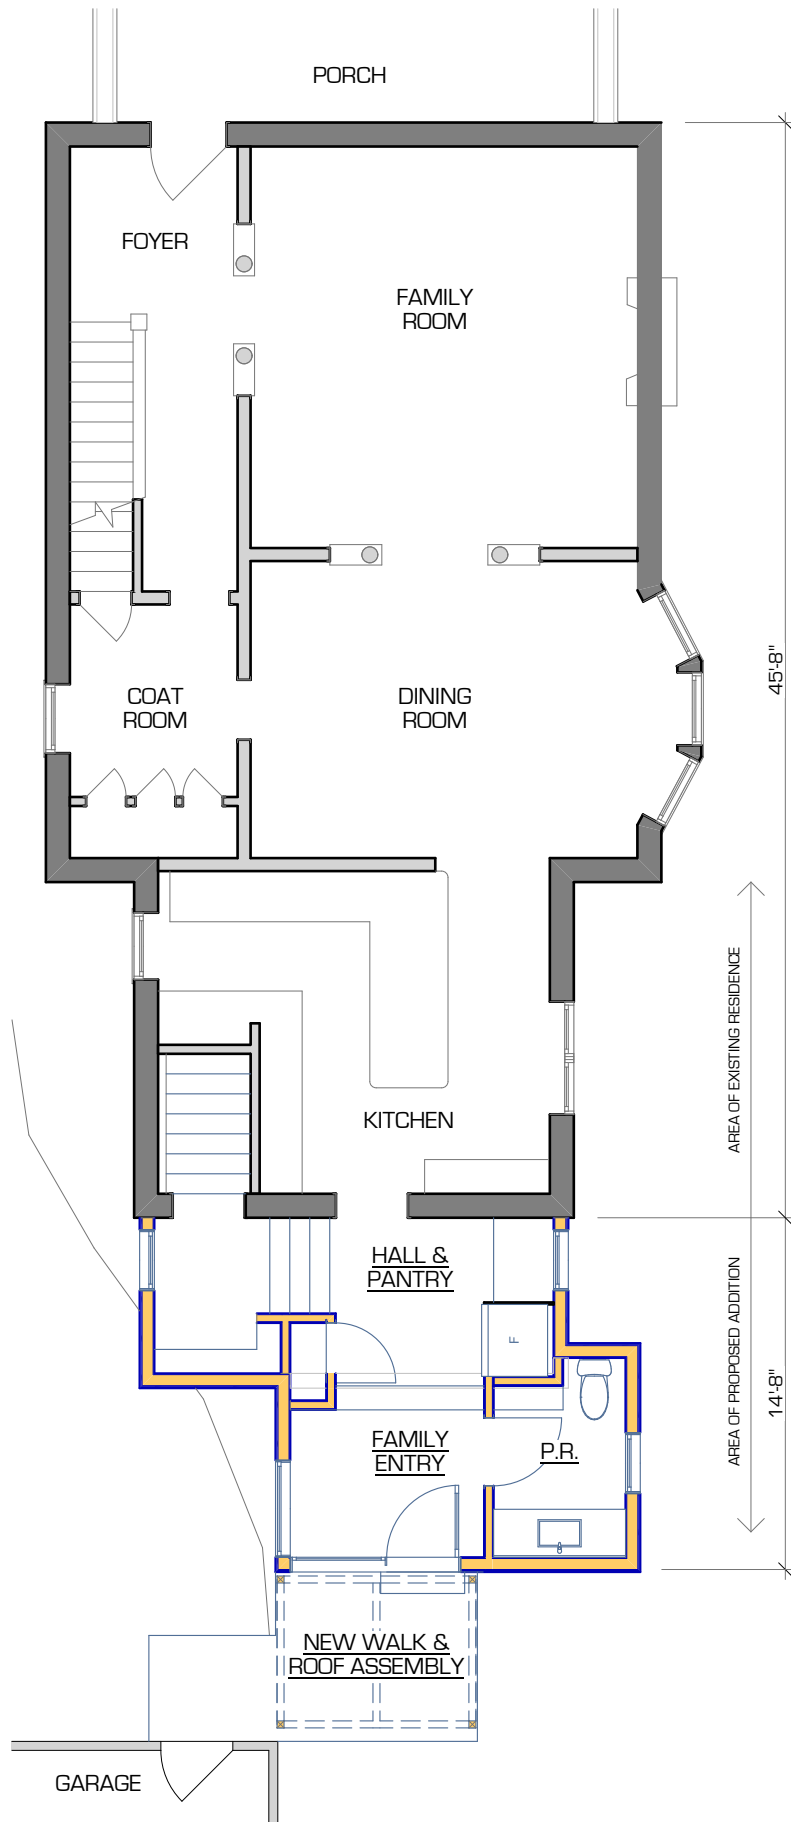 PORCH
FOYER
FAMILY
ROOM
COAT
ROOM
DINING
ROOM
45'-8"
AREA OF EXISTING RESIDENCE
KITCHEN
HALL &
PANTRY
F
AREA OF PROPOSED ADDITION
14'-8"
FAMILY
ENTRY
P.R.
NEW WALK &
ROOF ASSEMBLY
GARAGE